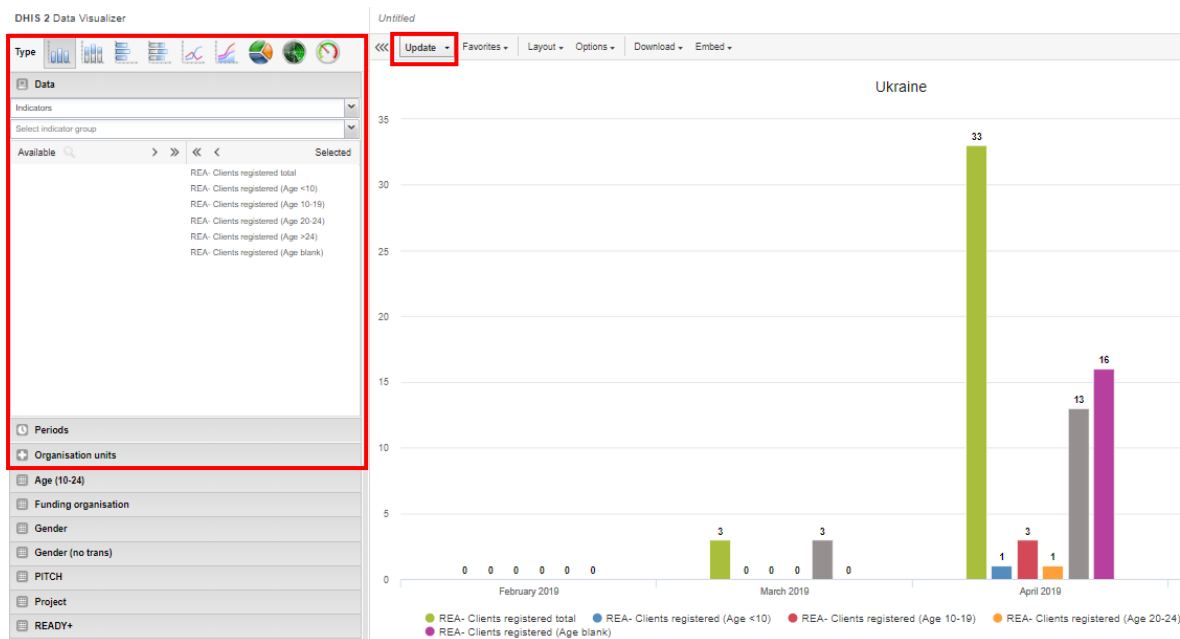 DHIS 2 Data Visualizer
Untitled
Type
Update Favorites Layout Options Download Embed
Data
Indicators
Select indicator group
Available Selected
REA- Clients registered total
REA- Clients registered (Age <10)
REA- Clients registered (Age 10-19)
REA- Clients registered (Age 20-24)
REA- Clients registered (Age >24)
REA- Clients registered (Age blank)
Periods
Organisation units
Age (10-24)
Funding organisation
Gender
Gender (no trans)
PITCH
Project
READY+
Ukraine
35
30
25
20
15
10
5
0
0 0 0 0 0 0
3 0 0 0 3 0
33 1 3 1 13 16
February 2019 March 2019 April 2019
REA- Clients registered total REA- Clients registered (Age <10) REA- Clients registered (Age 10-19) REA- Clients registered (Age 20-24)
REA- Clients registered (Age blank)